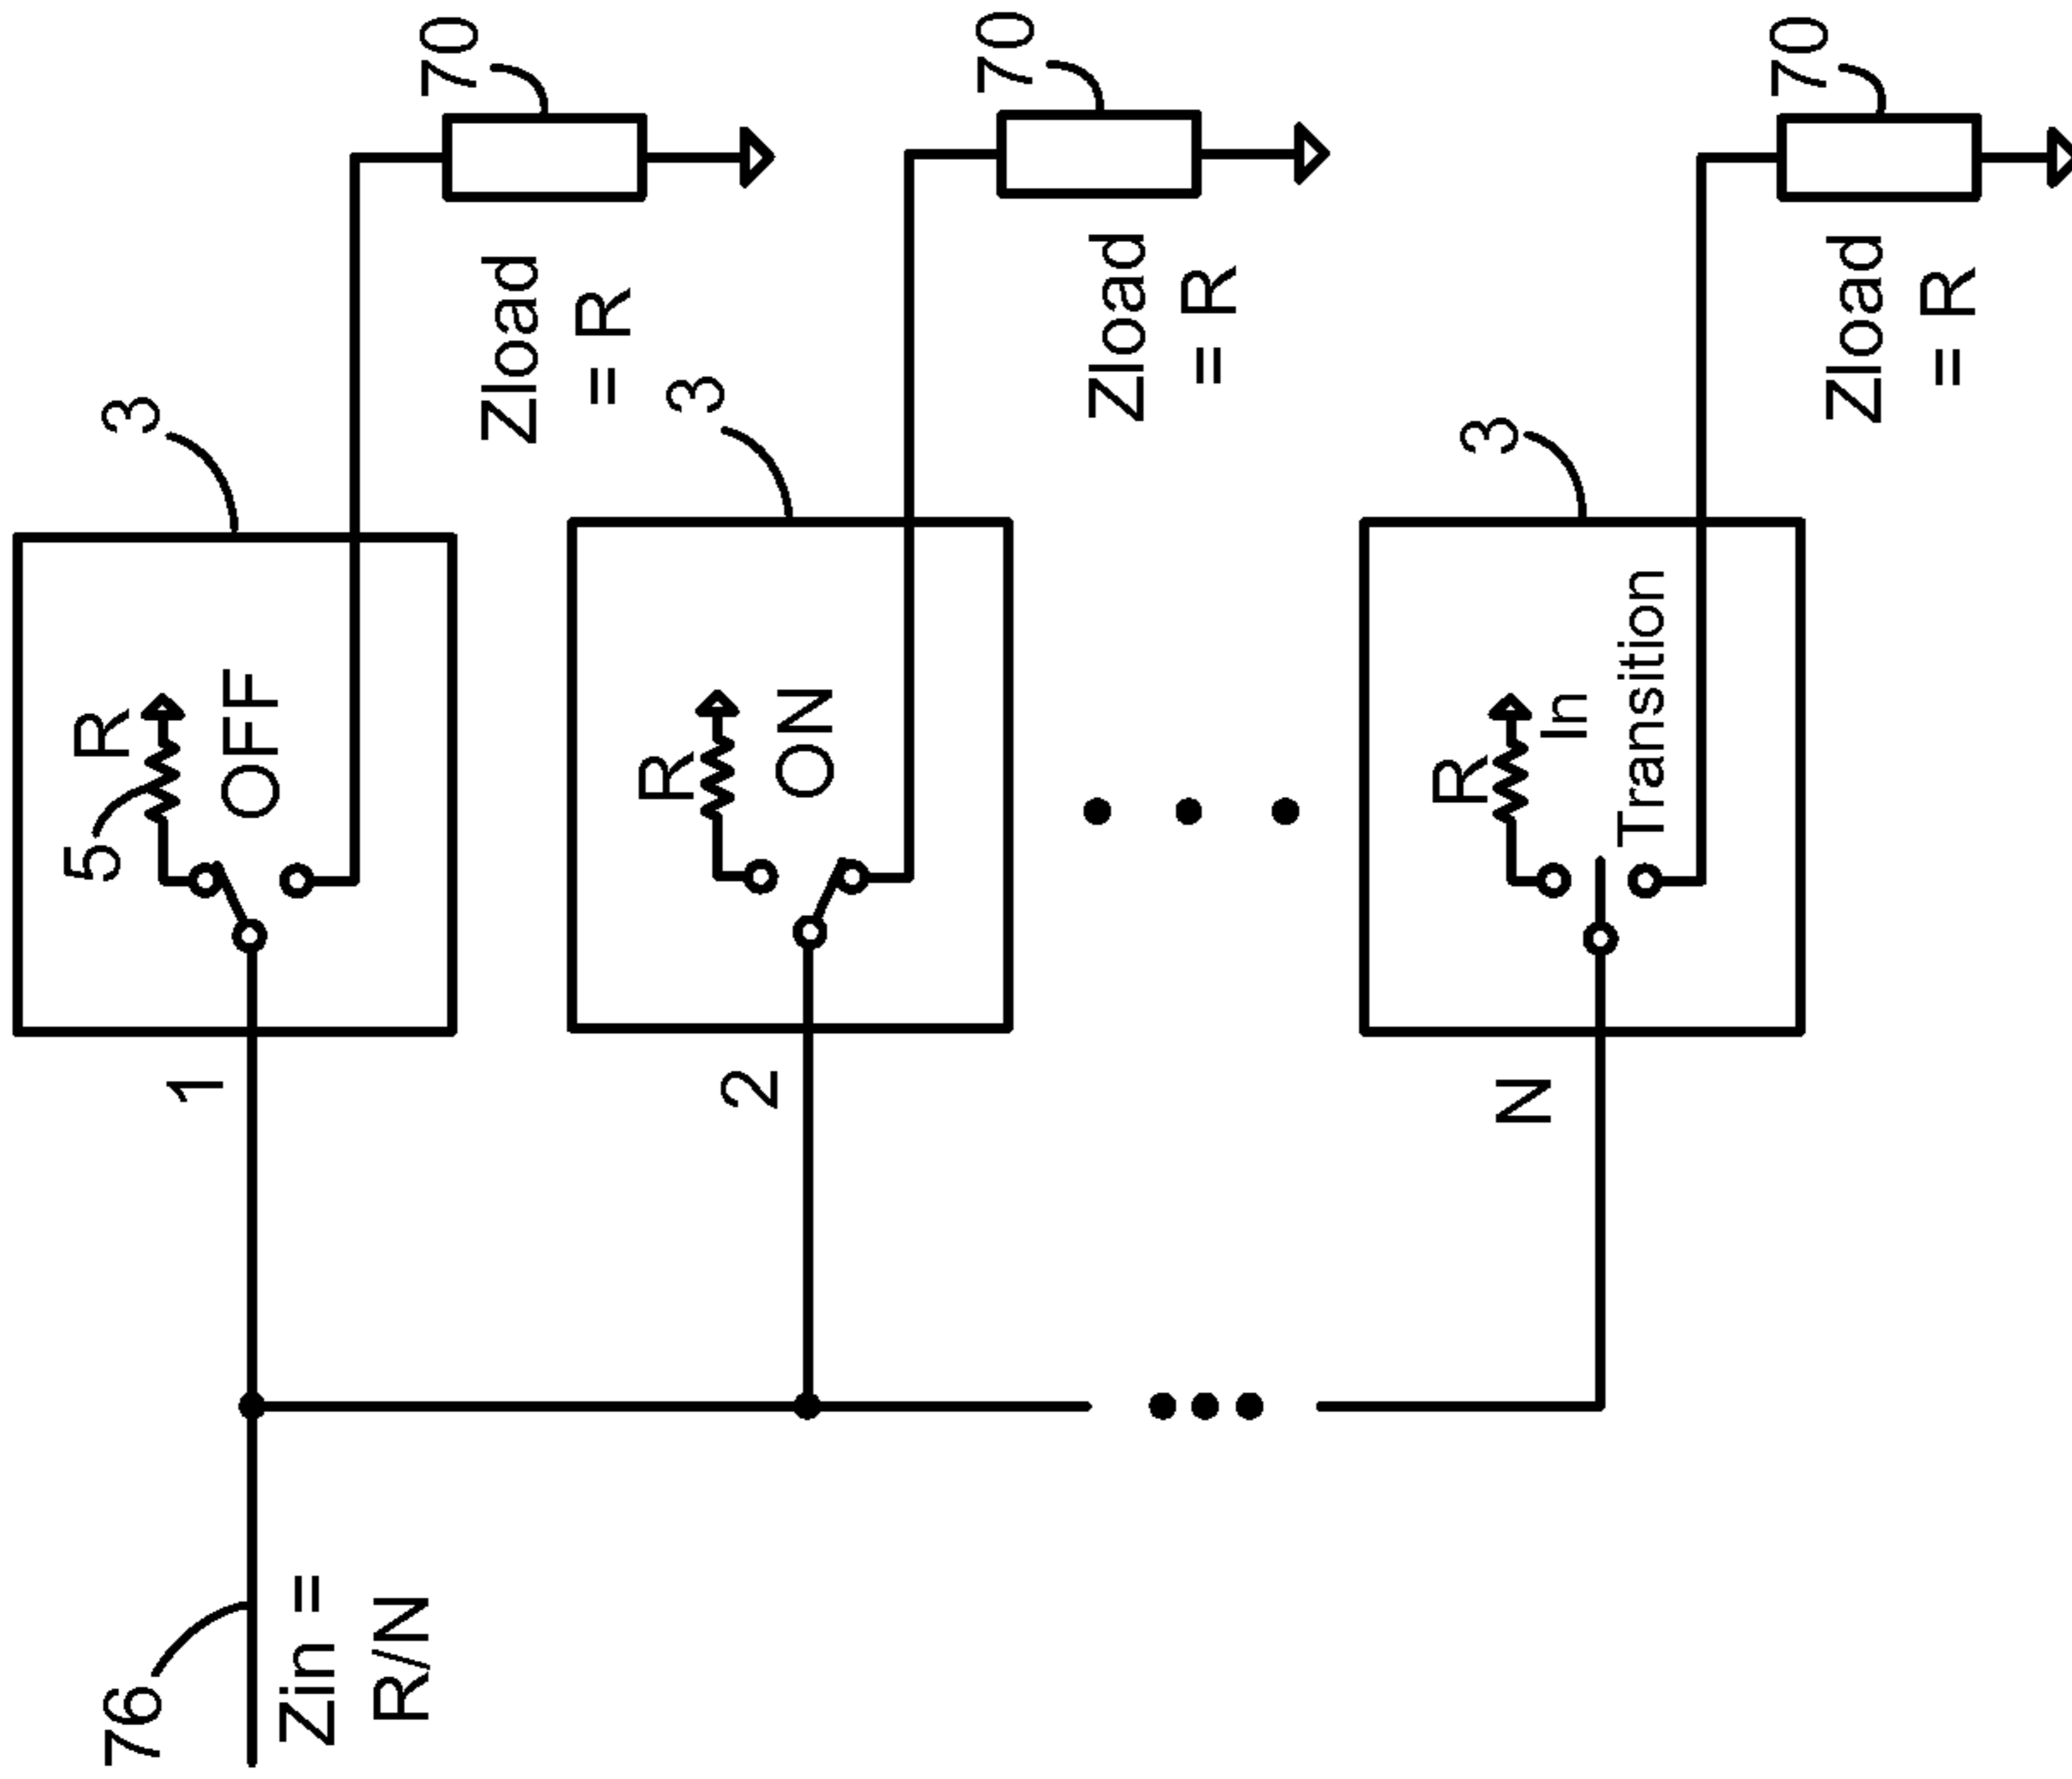 76
Zin =
R/N
1
5
R
OFF
3
Zload
= R
70
2
R
ON
3
Zload
= R
70
N
R
In
Transition
3
Zload
= R
70